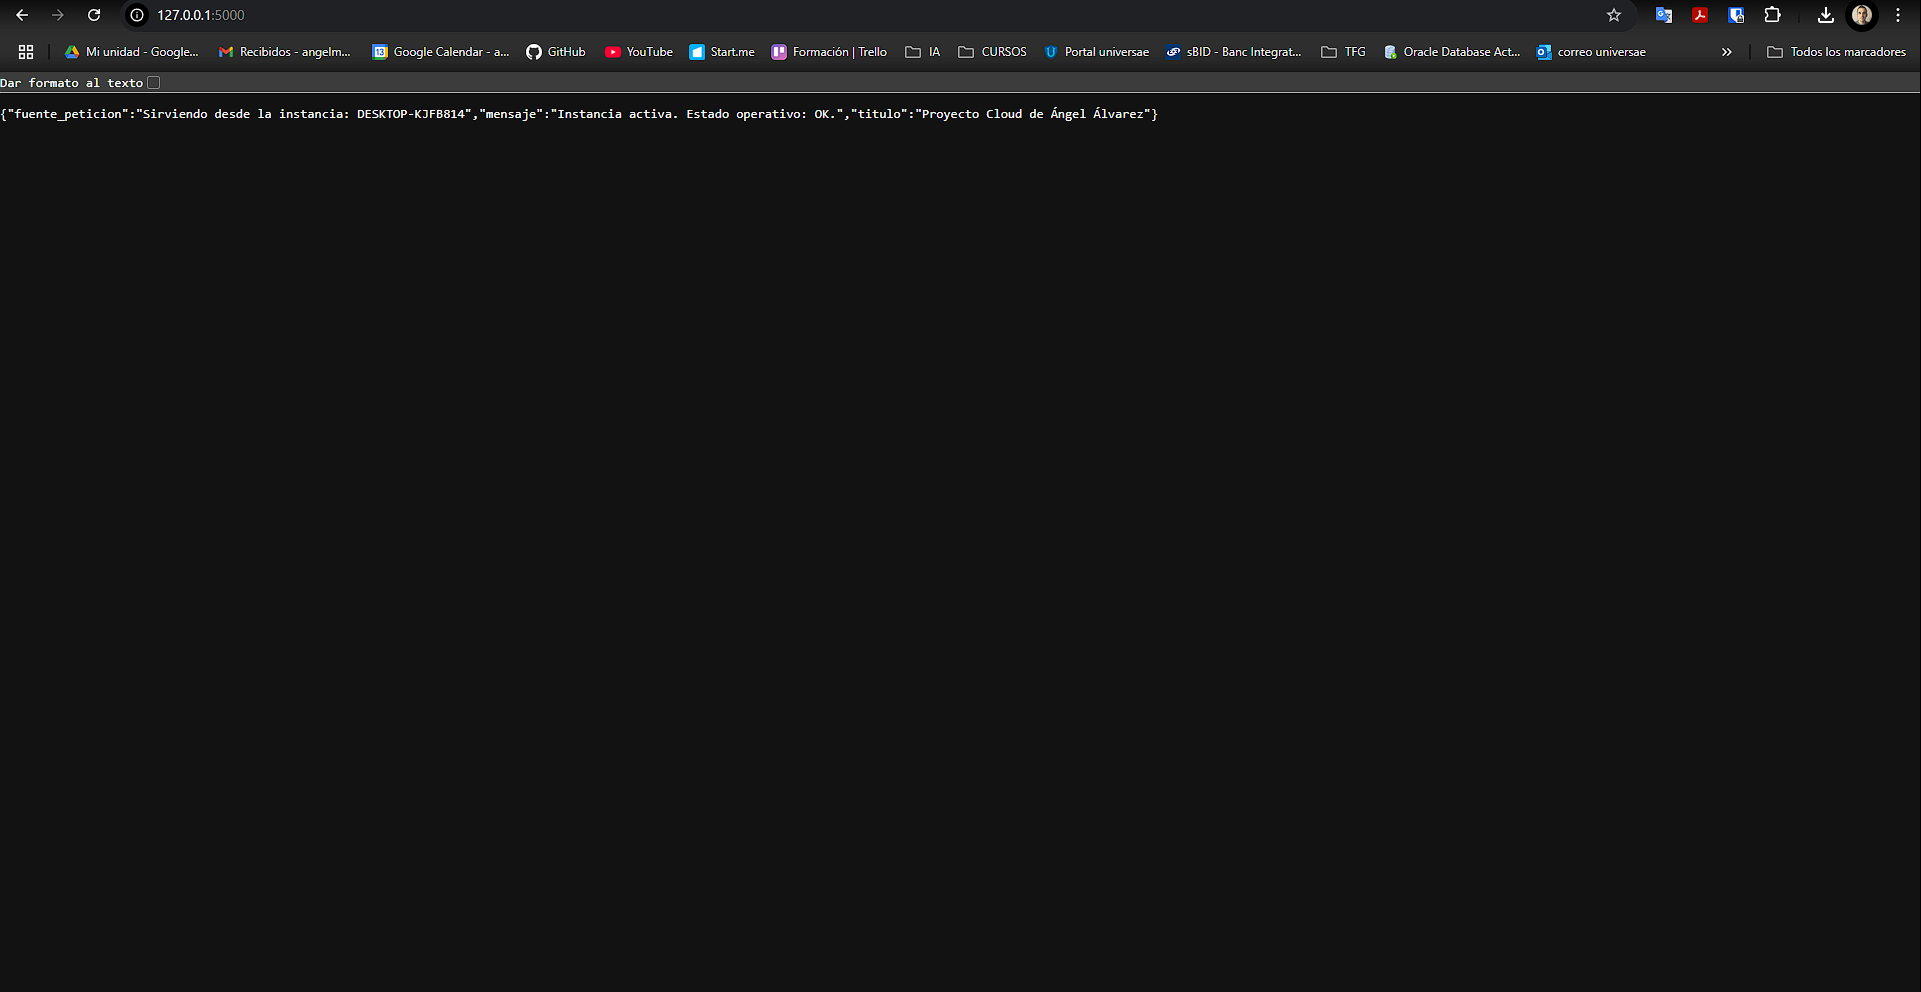 127.0.0.1:5000
Mi unidad - Google... Recibidos - angelm... Google Calendar - a... GitHub YouTube Start.me Formación | Trello IA CURSOS Portal universae sBID - Banc Integrat... TFG Oracle Database Act... correo universae » Todos los marcadores
Dar formato al texto
{"fuente_peticion":"Sirviendo desde la instancia: DESKTOP-KJFB814","mensaje":"Instancia activa. Estado operativo: OK.","titulo":"Proyecto Cloud de Ángel Álvarez"}